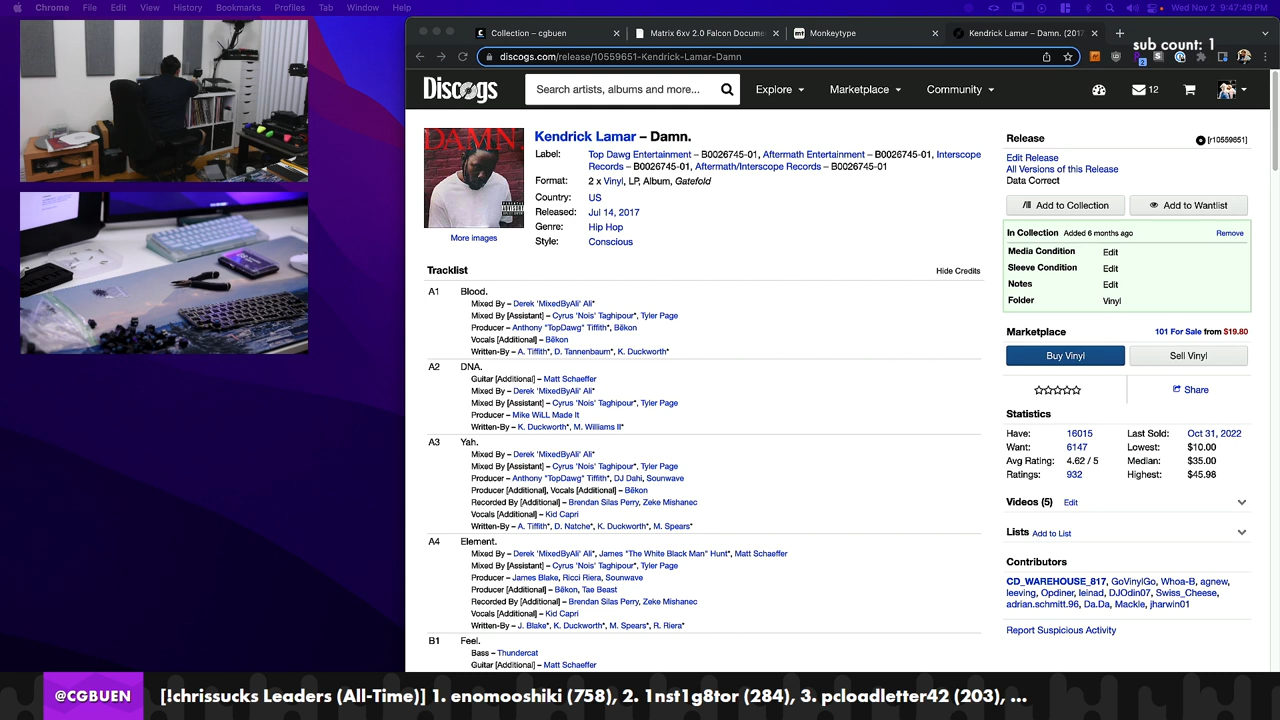 Chrome File Edit View History Bookmarks Profiles Tab Window Help Wed Nov 2 9:47:49 PM
Collection – cgbuen
Matrix 6xv 2.0 Falcon Docume
mt Monkeytype
Kendrick Lamar – Damn. (2017
sub count: 1
discogs.com/release/10559651-Kendrick-Lamar-Damn
Discogs
Search artists, albums and more...
Explore
Marketplace
Community
12
DAMN.
More images
Kendrick Lamar – Damn.
Label: Top Dawg Entertainment – B0026745-01, Aftermath Entertainment – B0026745-01, Interscope
Records – B0026745-01, Aftermath/Interscope Records – B0026745-01
Format: 2 x Vinyl, LP, Album, Gatefold
Country: US
Released: Jul 14, 2017
Genre: Hip Hop
Style: Conscious
Tracklist
Hide Credits
A1 Blood.
Mixed By – Derek 'MixedByAli' Ali*
Mixed By [Assistant] – Cyrus 'Nois' Taghipour*, Tyler Page
Producer – Anthony "TopDawg" Tiffith*, Bēkon
Vocals [Additional] – Bēkon
Written-By – A. Tiffith*, D. Tannenbaum*, K. Duckworth*
A2 DNA.
Guitar [Additional] – Matt Schaeffer
Mixed By – Derek 'MixedByAli' Ali*
Mixed By [Assistant] – Cyrus 'Nois' Taghipour*, Tyler Page
Producer – Mike WiLL Made It
Written-By – K. Duckworth*, M. Williams II*
A3 Yah.
Mixed By – Derek 'MixedByAli' Ali*
Mixed By [Assistant] – Cyrus 'Nois' Taghipour*, Tyler Page
Producer – Anthony "TopDawg" Tiffith*, DJ Dahi, Sounwave
Producer [Additional], Vocals [Additional] – Bēkon
Recorded By [Additional] – Brendan Silas Perry, Zeke Mishanec
Vocals [Additional] – Kid Capri
Written-By – A. Tiffith*, D. Natche*, K. Duckworth*, M. Spears*
A4 Element.
Mixed By – Derek 'MixedByAli' Ali*, James "The White Black Man" Hunt*, Matt Schaeffer
Mixed By [Assistant] – Cyrus 'Nois' Taghipour*, Tyler Page
Producer – James Blake, Ricci Riera, Sounwave
Producer [Additional] – Bēkon, Tae Beast
Recorded By [Additional] – Brendan Silas Perry, Zeke Mishanec
Vocals [Additional] – Kid Capri
Written-By – J. Blake*, K. Duckworth*, M. Spears*, R. Riera*
B1 Feel.
Bass – Thundercat
Guitar [Additional] – Matt Schaeffer
Release
[r10559651]
Edit Release
All Versions of this Release
Data Correct
Add to Collection
Add to Wantlist
In Collection Added 6 months ago Remove
Media Condition Edit
Sleeve Condition Edit
Notes Edit
Folder Vinyl
Marketplace 101 For Sale from $19.80
Buy Vinyl
Sell Vinyl
Share
Statistics
Have: 16015 Last Sold: Oct 31, 2022
Want: 6147 Lowest: $10.00
Avg Rating: 4.62 / 5 Median: $35.00
Ratings: 932 Highest: $45.98
Videos (5) Edit
Lists Add to List
Contributors
CD_WAREHOUSE_817, GoVinylGo, Whoa-B, agnew,
leeving, Opdiner, leinad, DJOdin07, Swiss_Cheese,
adrian.schmitt.96, Da.Da, Mackle, jharwin01
Report Suspicious Activity
@CGBUEN
[!chrissucks Leaders (All-Time)] 1. enomooshiki (758), 2. 1nst1g8tor (284), 3. pcloadletter42 (203), ...